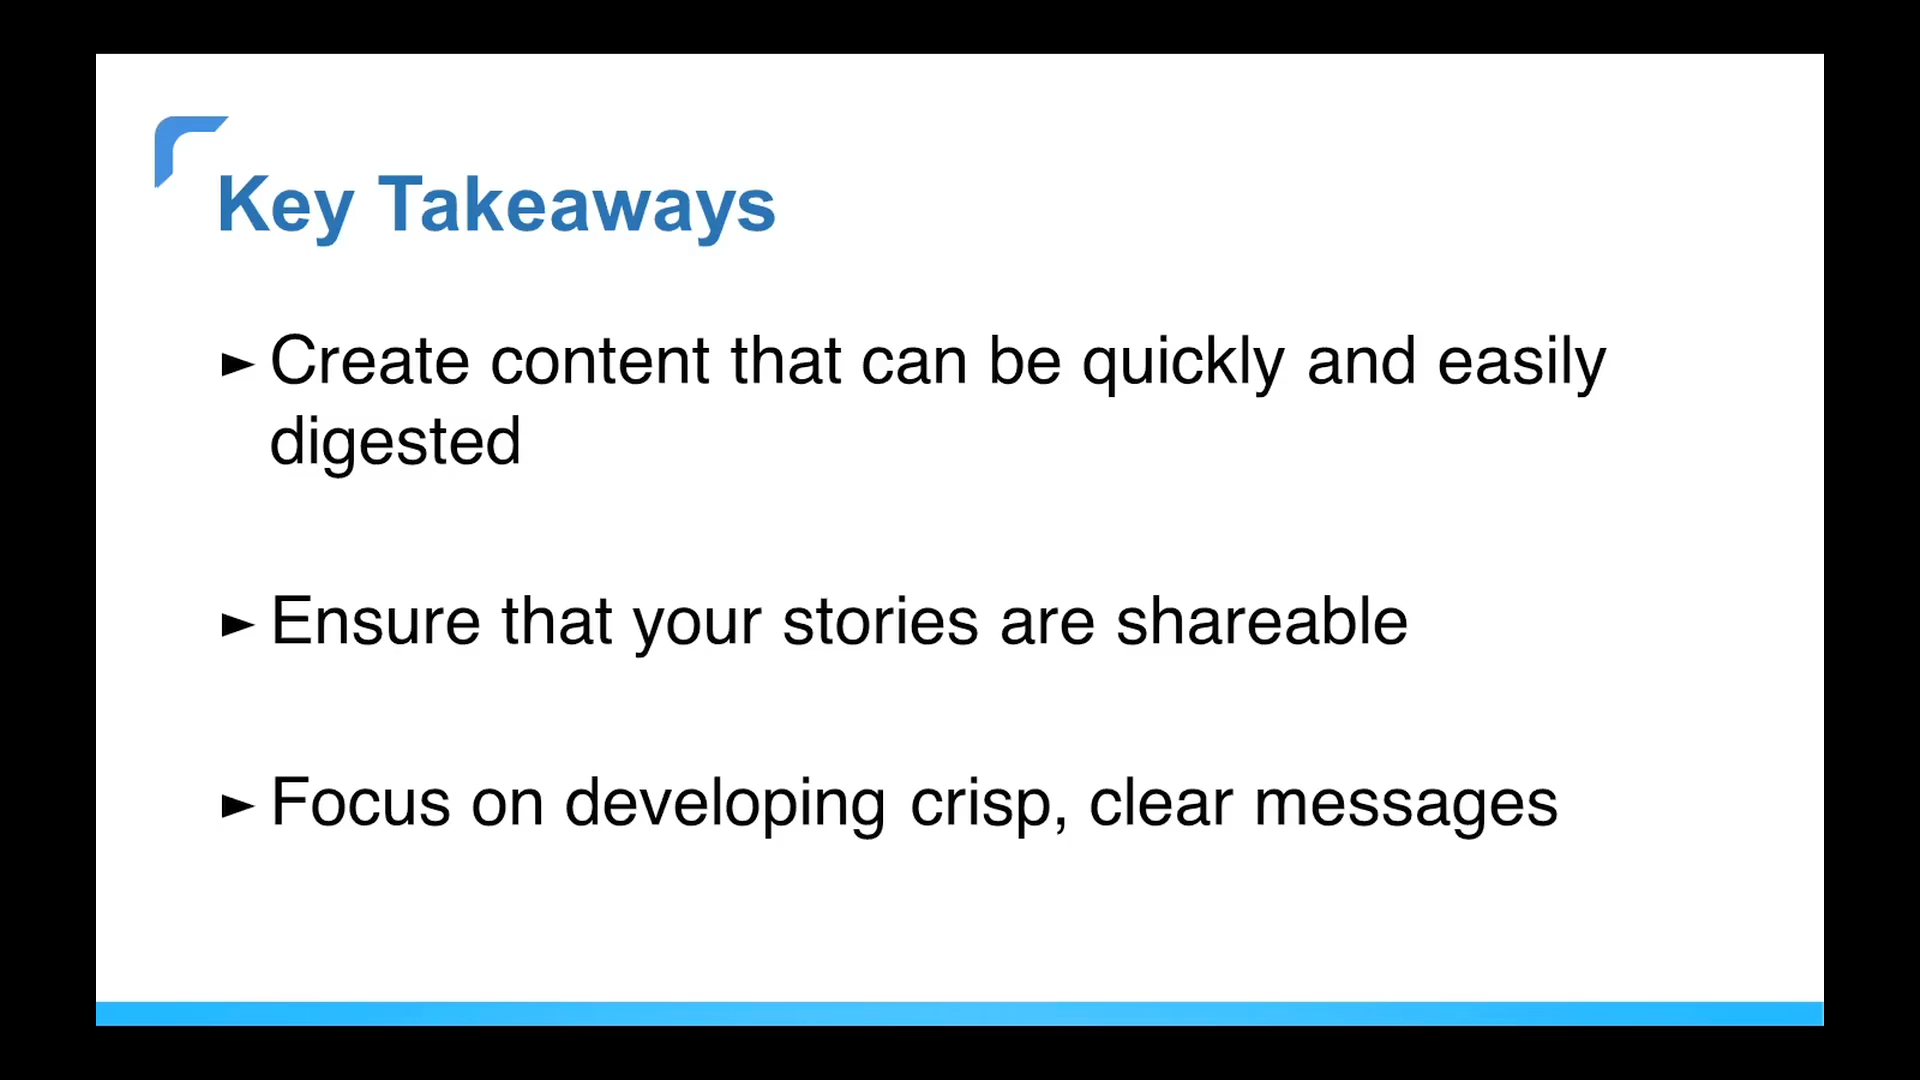 Key Takeaways
► Create content that can be quickly and easily
digested
► Ensure that your stories are shareable
► Focus on developing crisp, clear messages